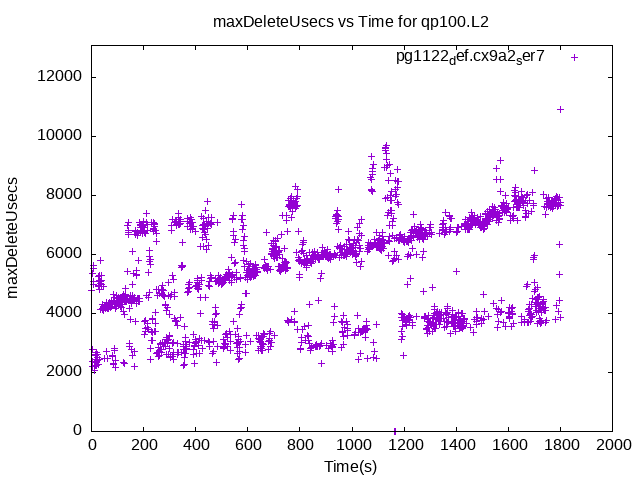 maxDeleteUsecs vs Time for qp100.L2
pg1122def.cx9a2ser7
12000
10000
8000
6000
4000
2000
0
maxDeleteUsecs
0 200 400 600 800 1000 1200 1400 1600 1800 2000
Time(s)